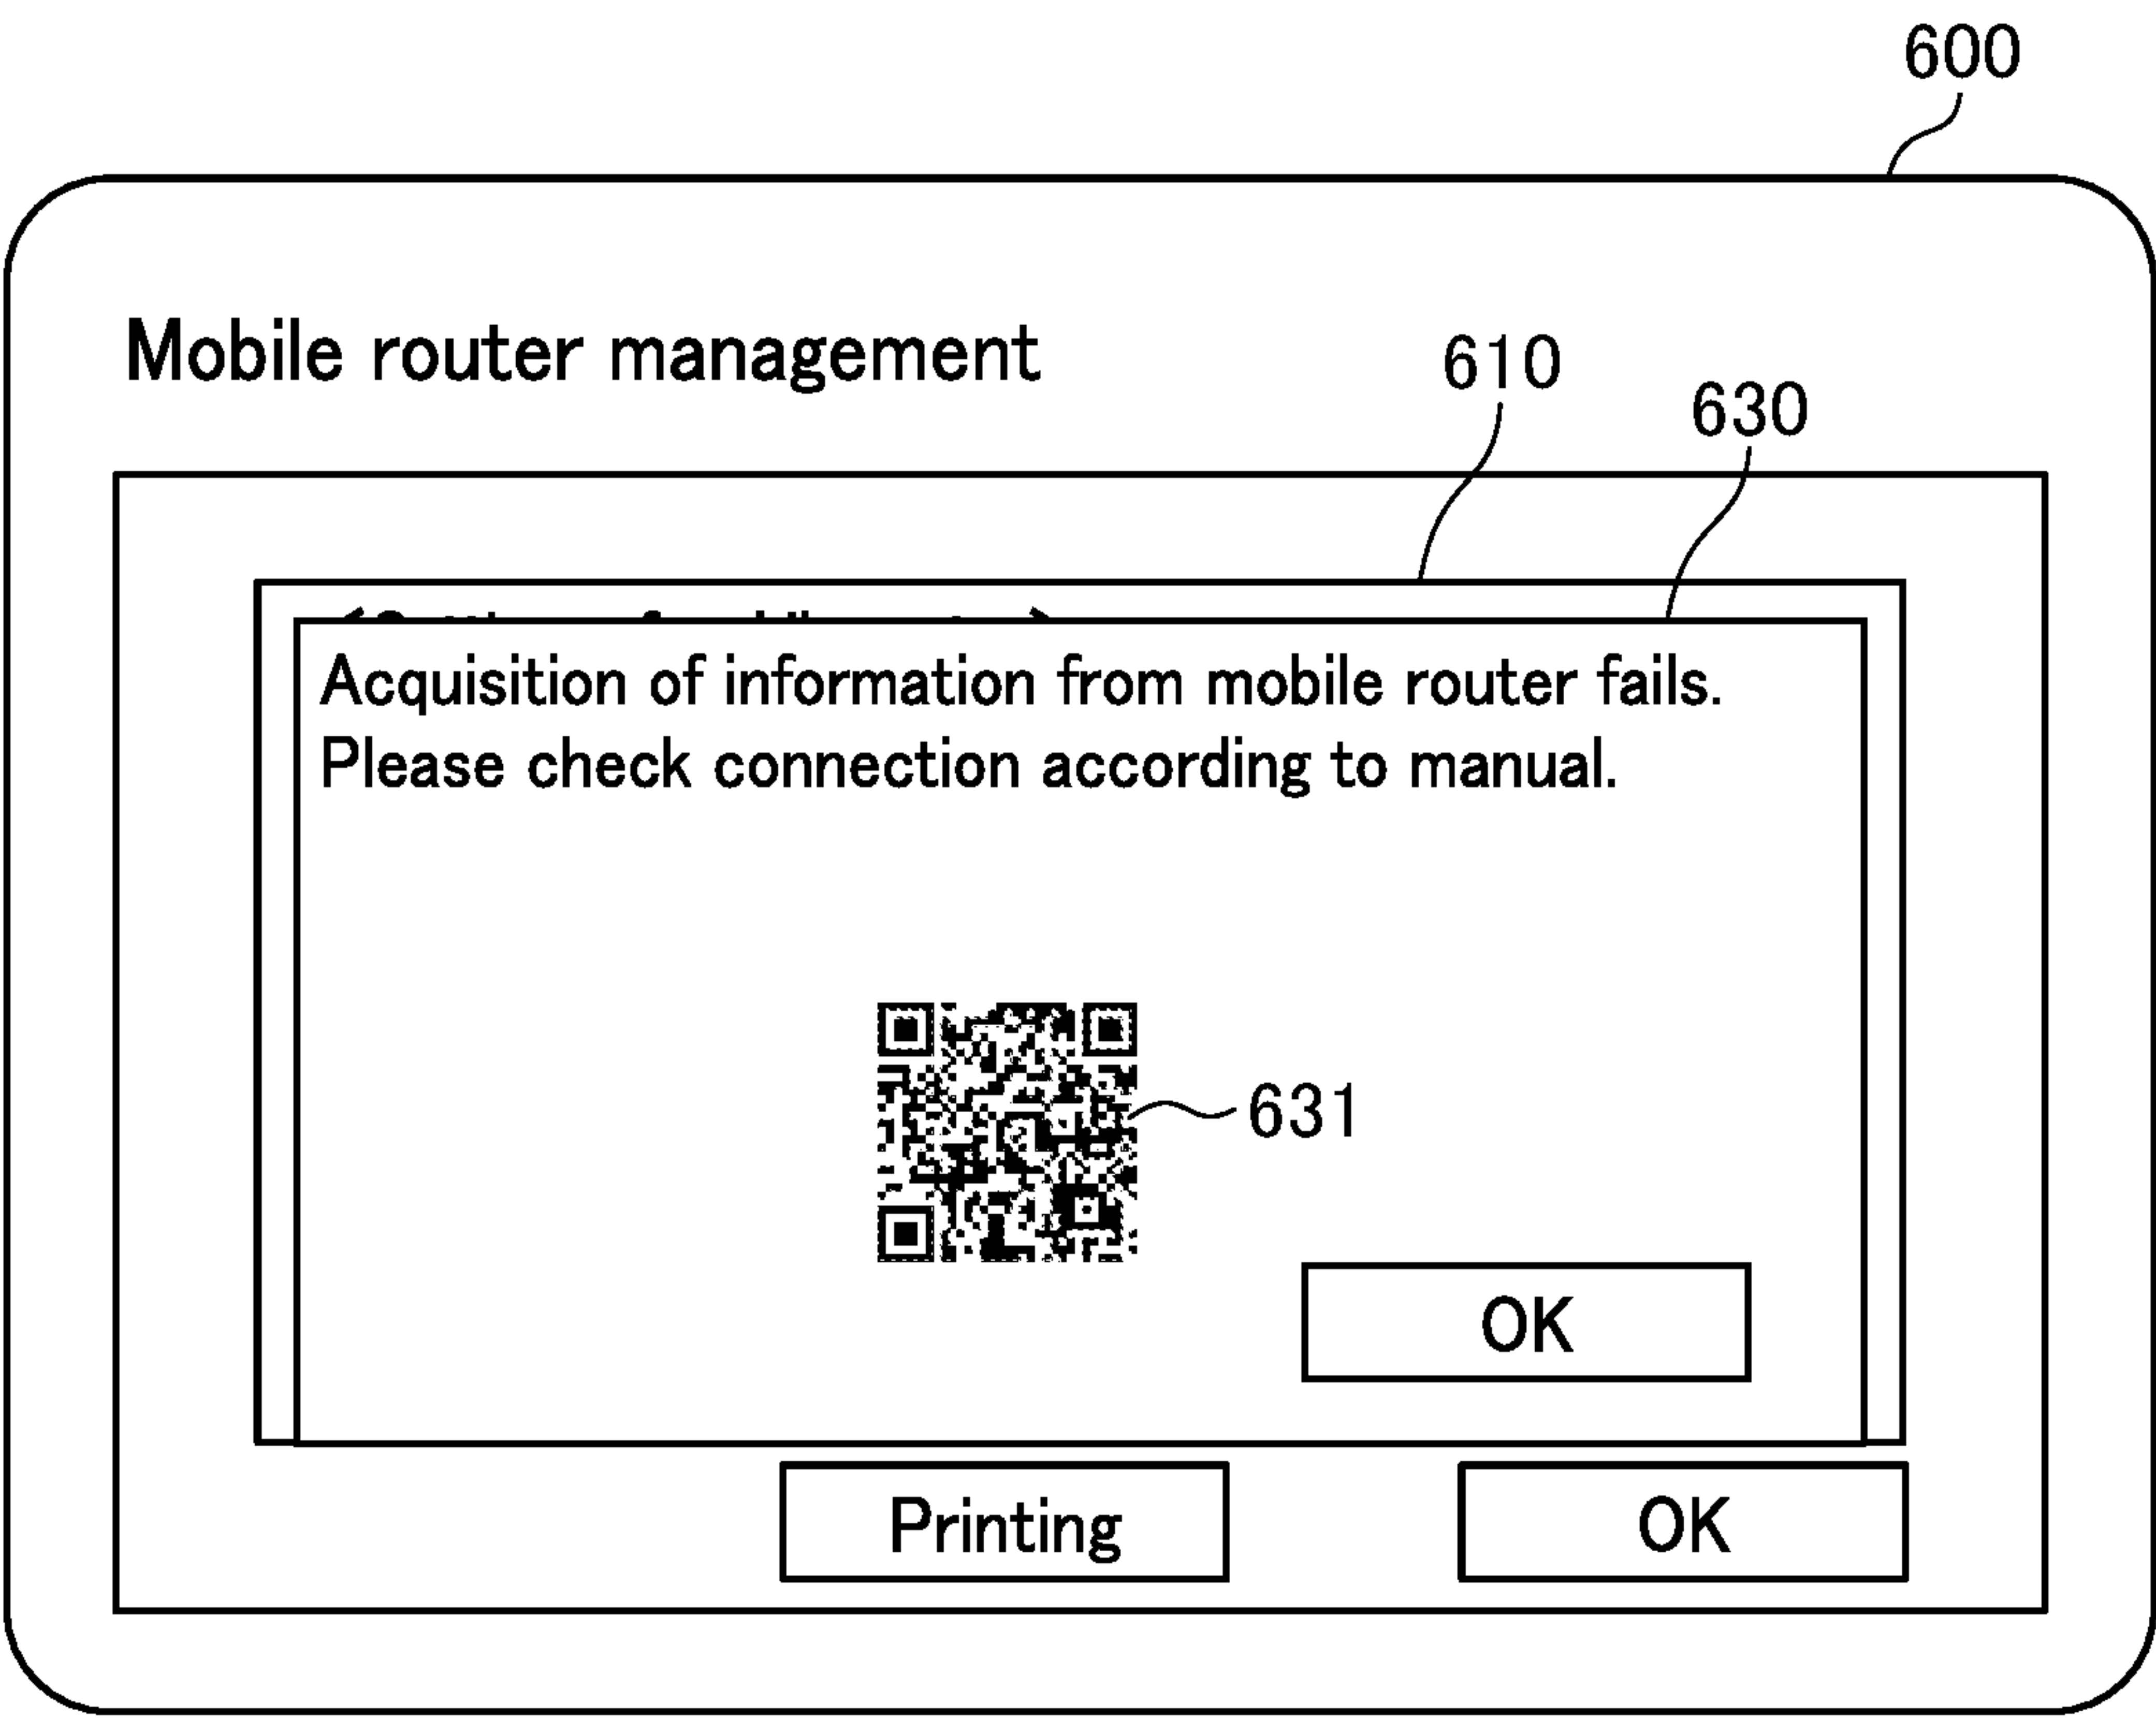 600
Mobile router management
610
630
Acquisition of information from mobile router fails.
Please check connection according to manual.
631
OK
Printing
OK